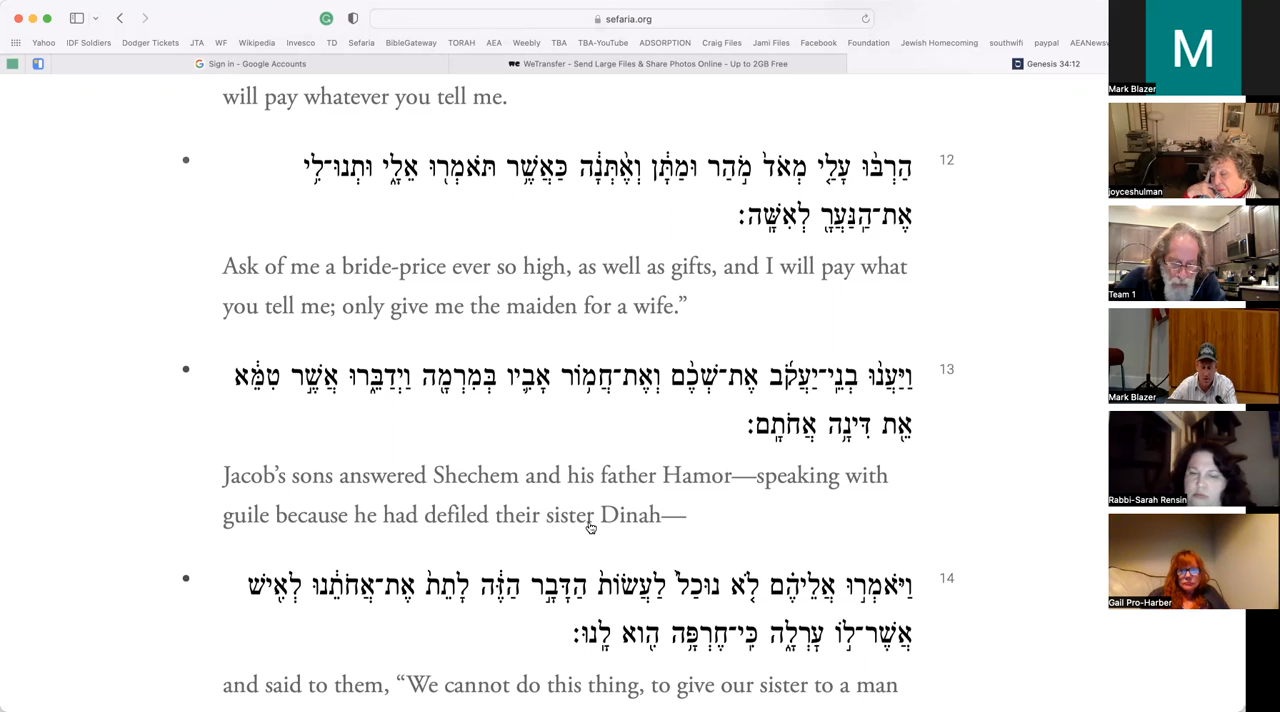 sefaria.org
Yahoo IDF Soldiers Dodger Tickets JTA WF Wikipedia Invesco TD Sefaria BibleGateway TORAH AEA Weebly TBA TBA-YouTube ADSORPTION Craig Files Jami Files Facebook Foundation Jewish Homecoming southwifi paypal AEANewsw
Sign in - Google Accounts
WeTransfer - Send Large Files & Share Photos Online - Up to 2GB Free
Genesis 34:12
will pay whatever you tell me.
12
הַרְבּ֨וּ עָלַ֤י מְאֹד֙ מֹ֣הַר וּמַתָּ֔ן וְאֶ֨תְּנָ֔ה כַּאֲשֶׁ֥ר תֹּאמְר֖וּ אֵלָ֑י וּתְנוּ־לִ֥י
אֶת־הַֽנַּעֲרָ֖ לְאִשָּֽׁה׃
Ask of me a bride-price ever so high, as well as gifts, and I will pay what
you tell me; only give me the maiden for a wife.”
13
וַיַּעֲנ֨וּ בְנֵֽי־יַעֲקֹ֜ב אֶת־שְׁכֶ֨ם וְאֶת־חֲמ֥וֹר אָבִ֛יו בְּמִרְמָ֖ה וַיְדַבֵּ֑רוּ אֲשֶׁ֣ר טִמֵּ֔א
אֵ֖ת דִּינָ֥ה אֲחֹתָֽם׃
Jacob’s sons answered Shechem and his father Hamor—speaking with
guile because he had defiled their sister Dinah—
14
וַיֹּאמְר֣וּ אֲלֵיהֶ֗ם לֹ֤א נוּכַל֙ לַעֲשׂוֹת֙ הַדָּבָ֣ר הַזֶּ֔ה לָתֵת֙ אֶת־אֲחֹתֵ֔נוּ לְאִ֖ישׁ
אֲשֶׁר־ל֣וֹ עָרְלָ֑ה כִּֽי־חֶרְפָּ֥ה הִ֖וא לָֽנוּ׃
and said to them, “We cannot do this thing, to give our sister to a man
M
Mark Blazer
joyceshulman
Team 1
Mark Blazer
Rabbi-Sarah Rensin
Gail Pro-Harber